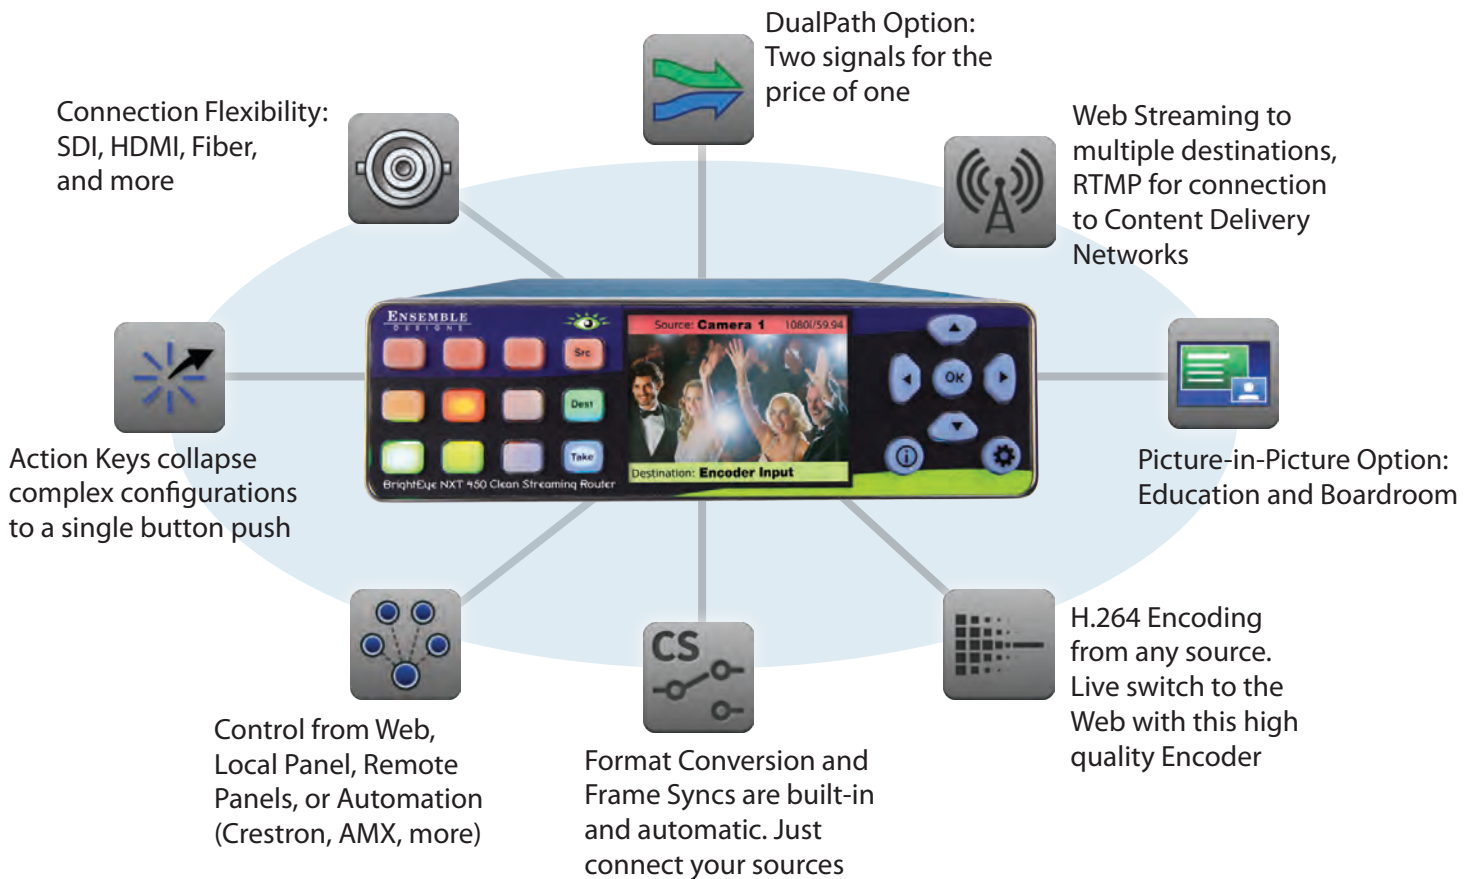 DualPath Option:
Two signals for the
price of one
Connection Flexibility:
SDI, HDMI, Fiber,
and more
Web Streaming to
multiple destinations,
RTMP for connection
to Content Delivery
Networks
ENSEMBLE
DESIGNS
Source: Camera 1 1080i/59.94
Src
OK
Dest
Take
Destination: Encoder Input
BrightEye NXT 450 Clean Streaming Router
Action Keys collapse
complex configurations
to a single button push
Picture-in-Picture Option:
Education and Boardroom
Control from Web,
Local Panel, Remote
Panels, or Automation
(Crestron, AMX, more)
CS
Format Conversion and
Frame Syncs are built-in
and automatic. Just
connect your sources
H.264 Encoding
from any source.
Live switch to the
Web with this high
quality Encoder